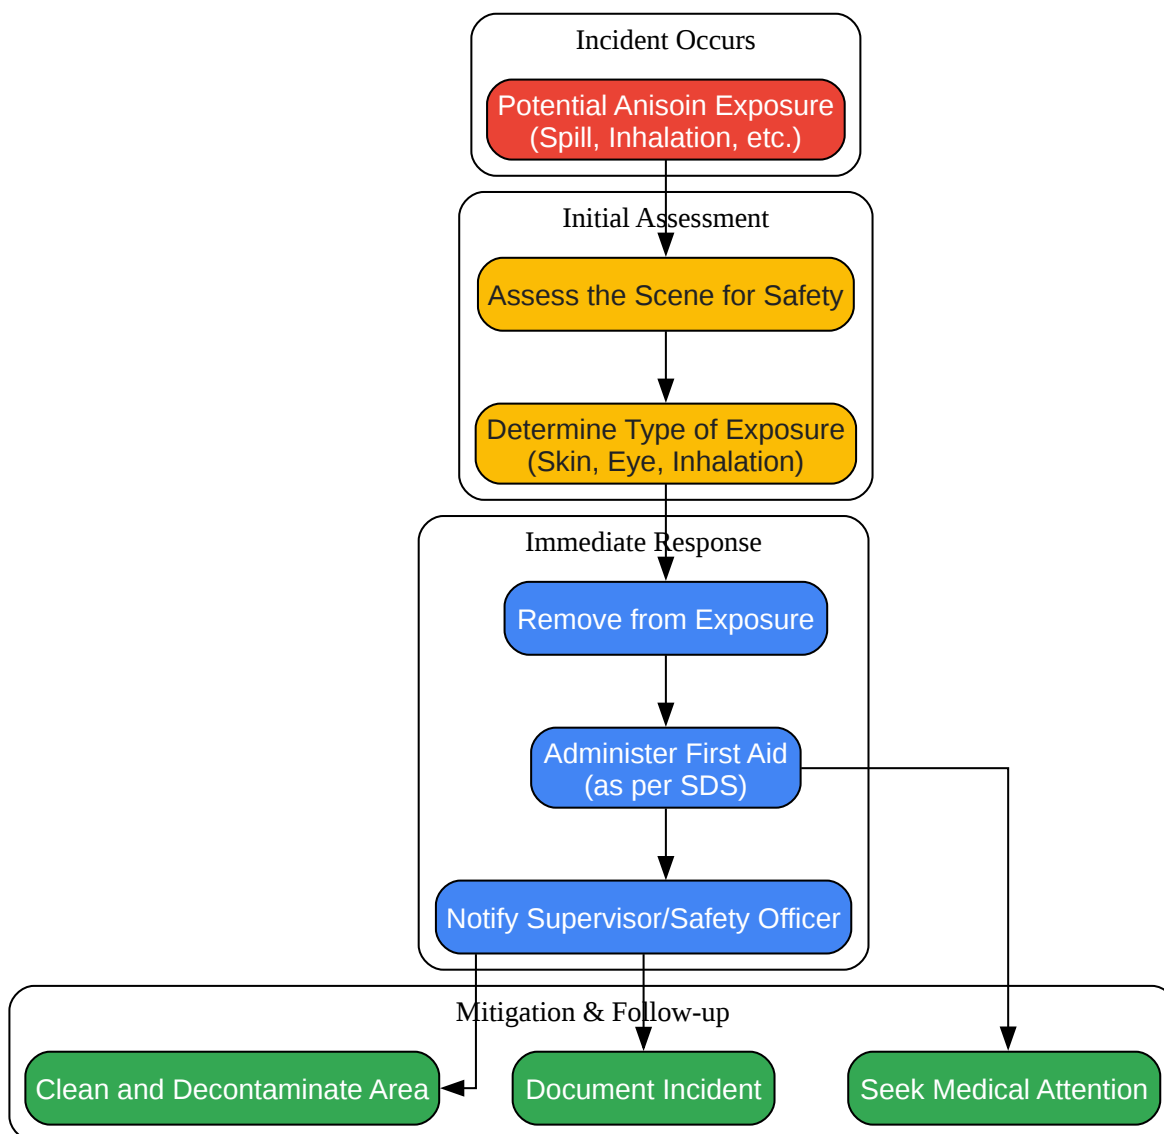 Incident Occurs
Potential Anisoin Exposure
(Spill, Inhalation, etc.)
Initial Assessment
Assess the Scene for Safety
Determine Type of Exposure
(Skin, Eye, Inhalation)
Immediate Response
Remove from Exposure
Administer First Aid
(as per SDS)
Notify Supervisor/Safety Officer
Mitigation & Follow-up
Clean and Decontaminate Area
Document Incident
Seek Medical Attention